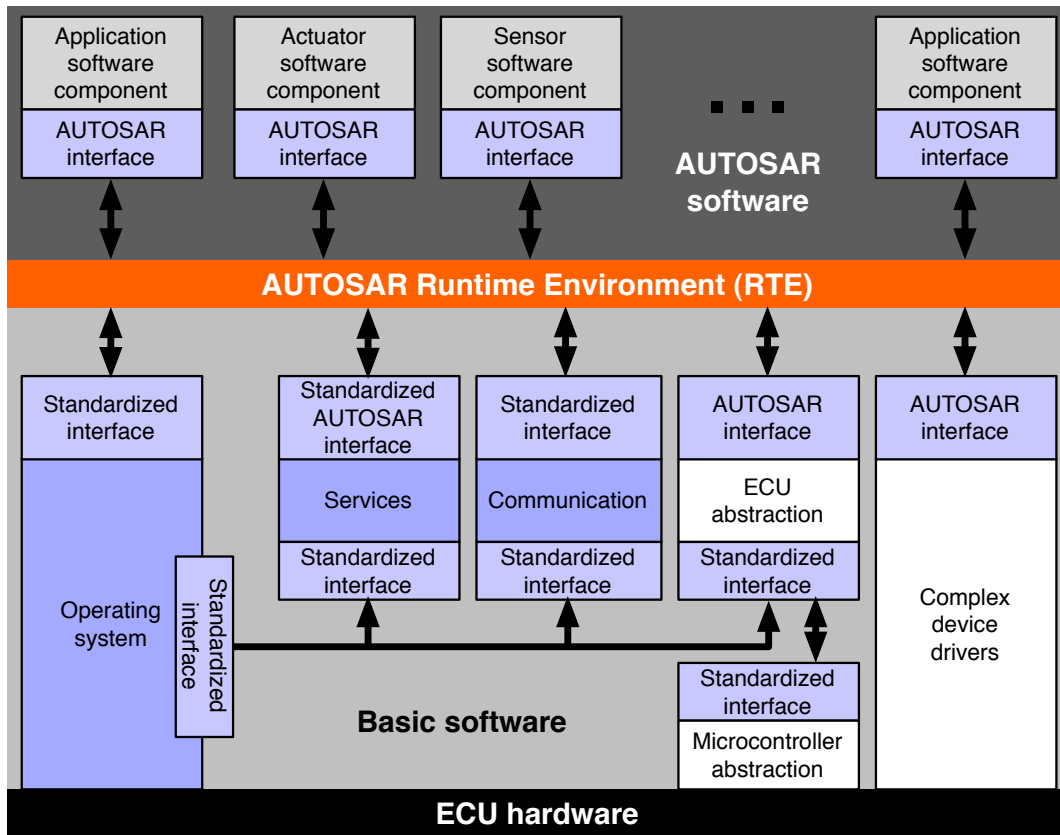 Application
software
component
AUTOSAR
interface
Actuator
software
component
AUTOSAR
interface
Sensor
software
component
AUTOSAR
interface
AUTOSAR
software
Application
software
component
AUTOSAR
interface
AUTOSAR Runtime Environment (RTE)
Standardized
interface
Operating
system
Standardized
interface
Standardized
AUTOSAR
interface
Services
Standardized
interface
Standardized
interface
Communication
Standardized
interface
AUTOSAR
interface
ECU
abstraction
Standardized
interface
Standardized
interface
Microcontroller
abstraction
AUTOSAR
interface
Complex
device
drivers
Basic software
ECU hardware